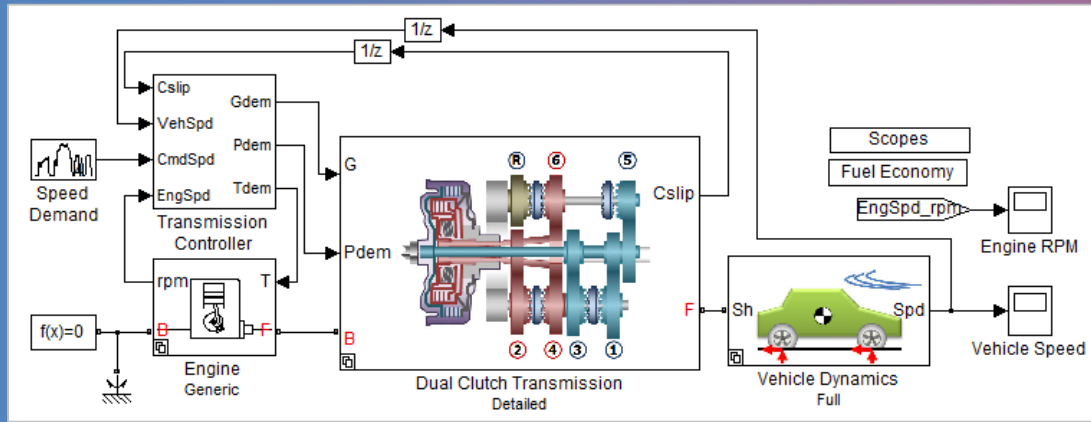 1/z
1/z
Cslip
VehSpd
CmdSpd
EngSpd
Gdem
Pdem
Tdem
Transmission
Controller
Speed
Demand
rpm
T
B
F
Engine
Generic
f(x)=0
G
Pdem
B
Cslip
F
R
6
5
2
4
3
1
Dual Clutch Transmission
Detailed
Scopes
Fuel Economy
EngSpd_rpm
Engine RPM
Sh
Spd
Vehicle Dynamics
Full
Vehicle Speed